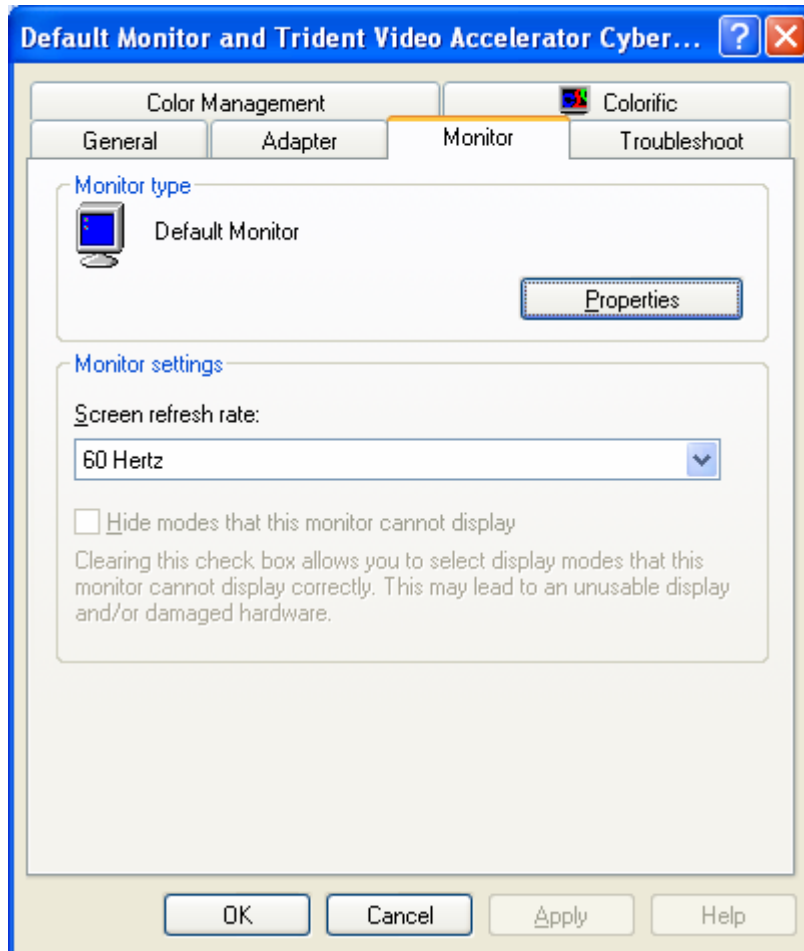 Default Monitor and Trident Video Accelerator Cyber...
Color Management
Colorific
General
Adapter
Monitor
Troubleshoot
Monitor type
Default Monitor
Properties
Monitor settings
Screen refresh rate:
60 Hertz
Hide modes that this monitor cannot display
Clearing this check box allows you to select display modes that this
monitor cannot display correctly. This may lead to an unusable display
and/or damaged hardware.
OK
Cancel
Apply
Help